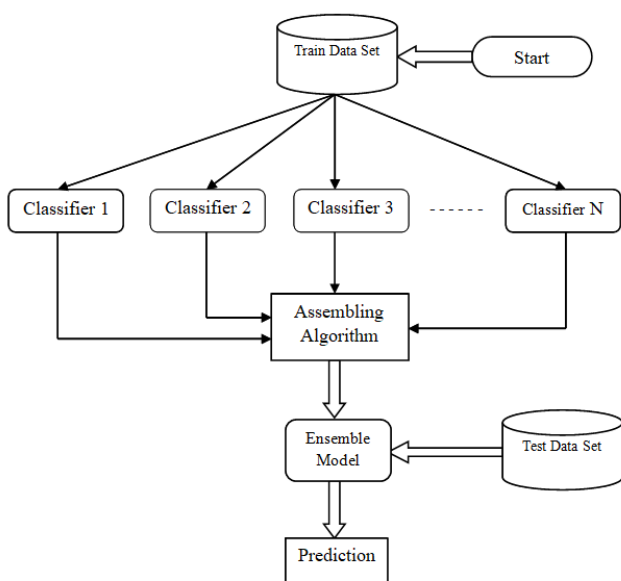 Train Data Set
Start
Classifier 1
Classifier 2
Classifier 3
Classifier N
Assembling
Algorithm
Ensemble
Model
Test Data Set
Prediction